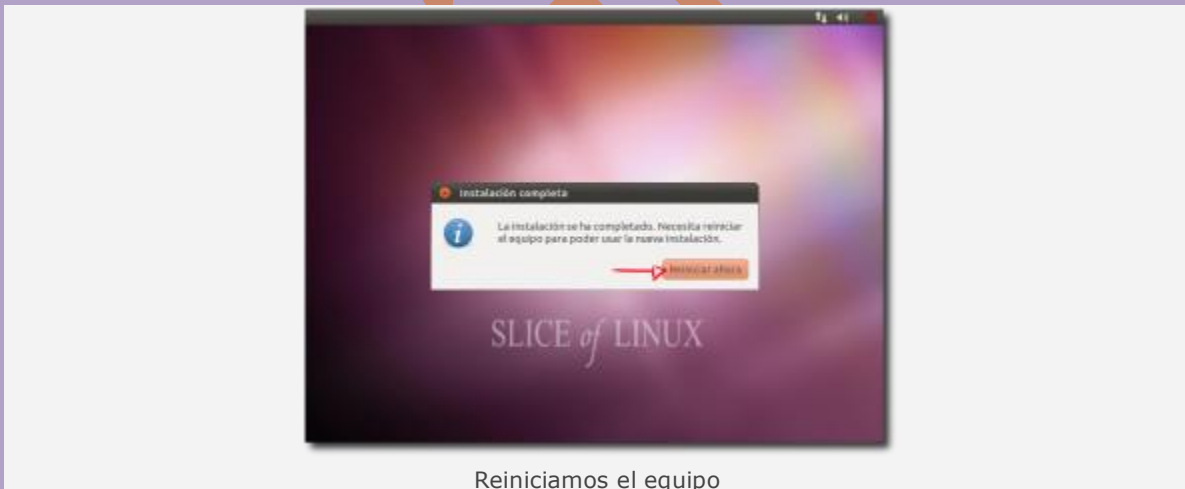 Instalación completa
La instalación se ha completado. Necesita reiniciar
el equipo para poder usar la nueva instalación.
Reiniciar ahora
SLICE of LINUX
Reiniciamos el equipo